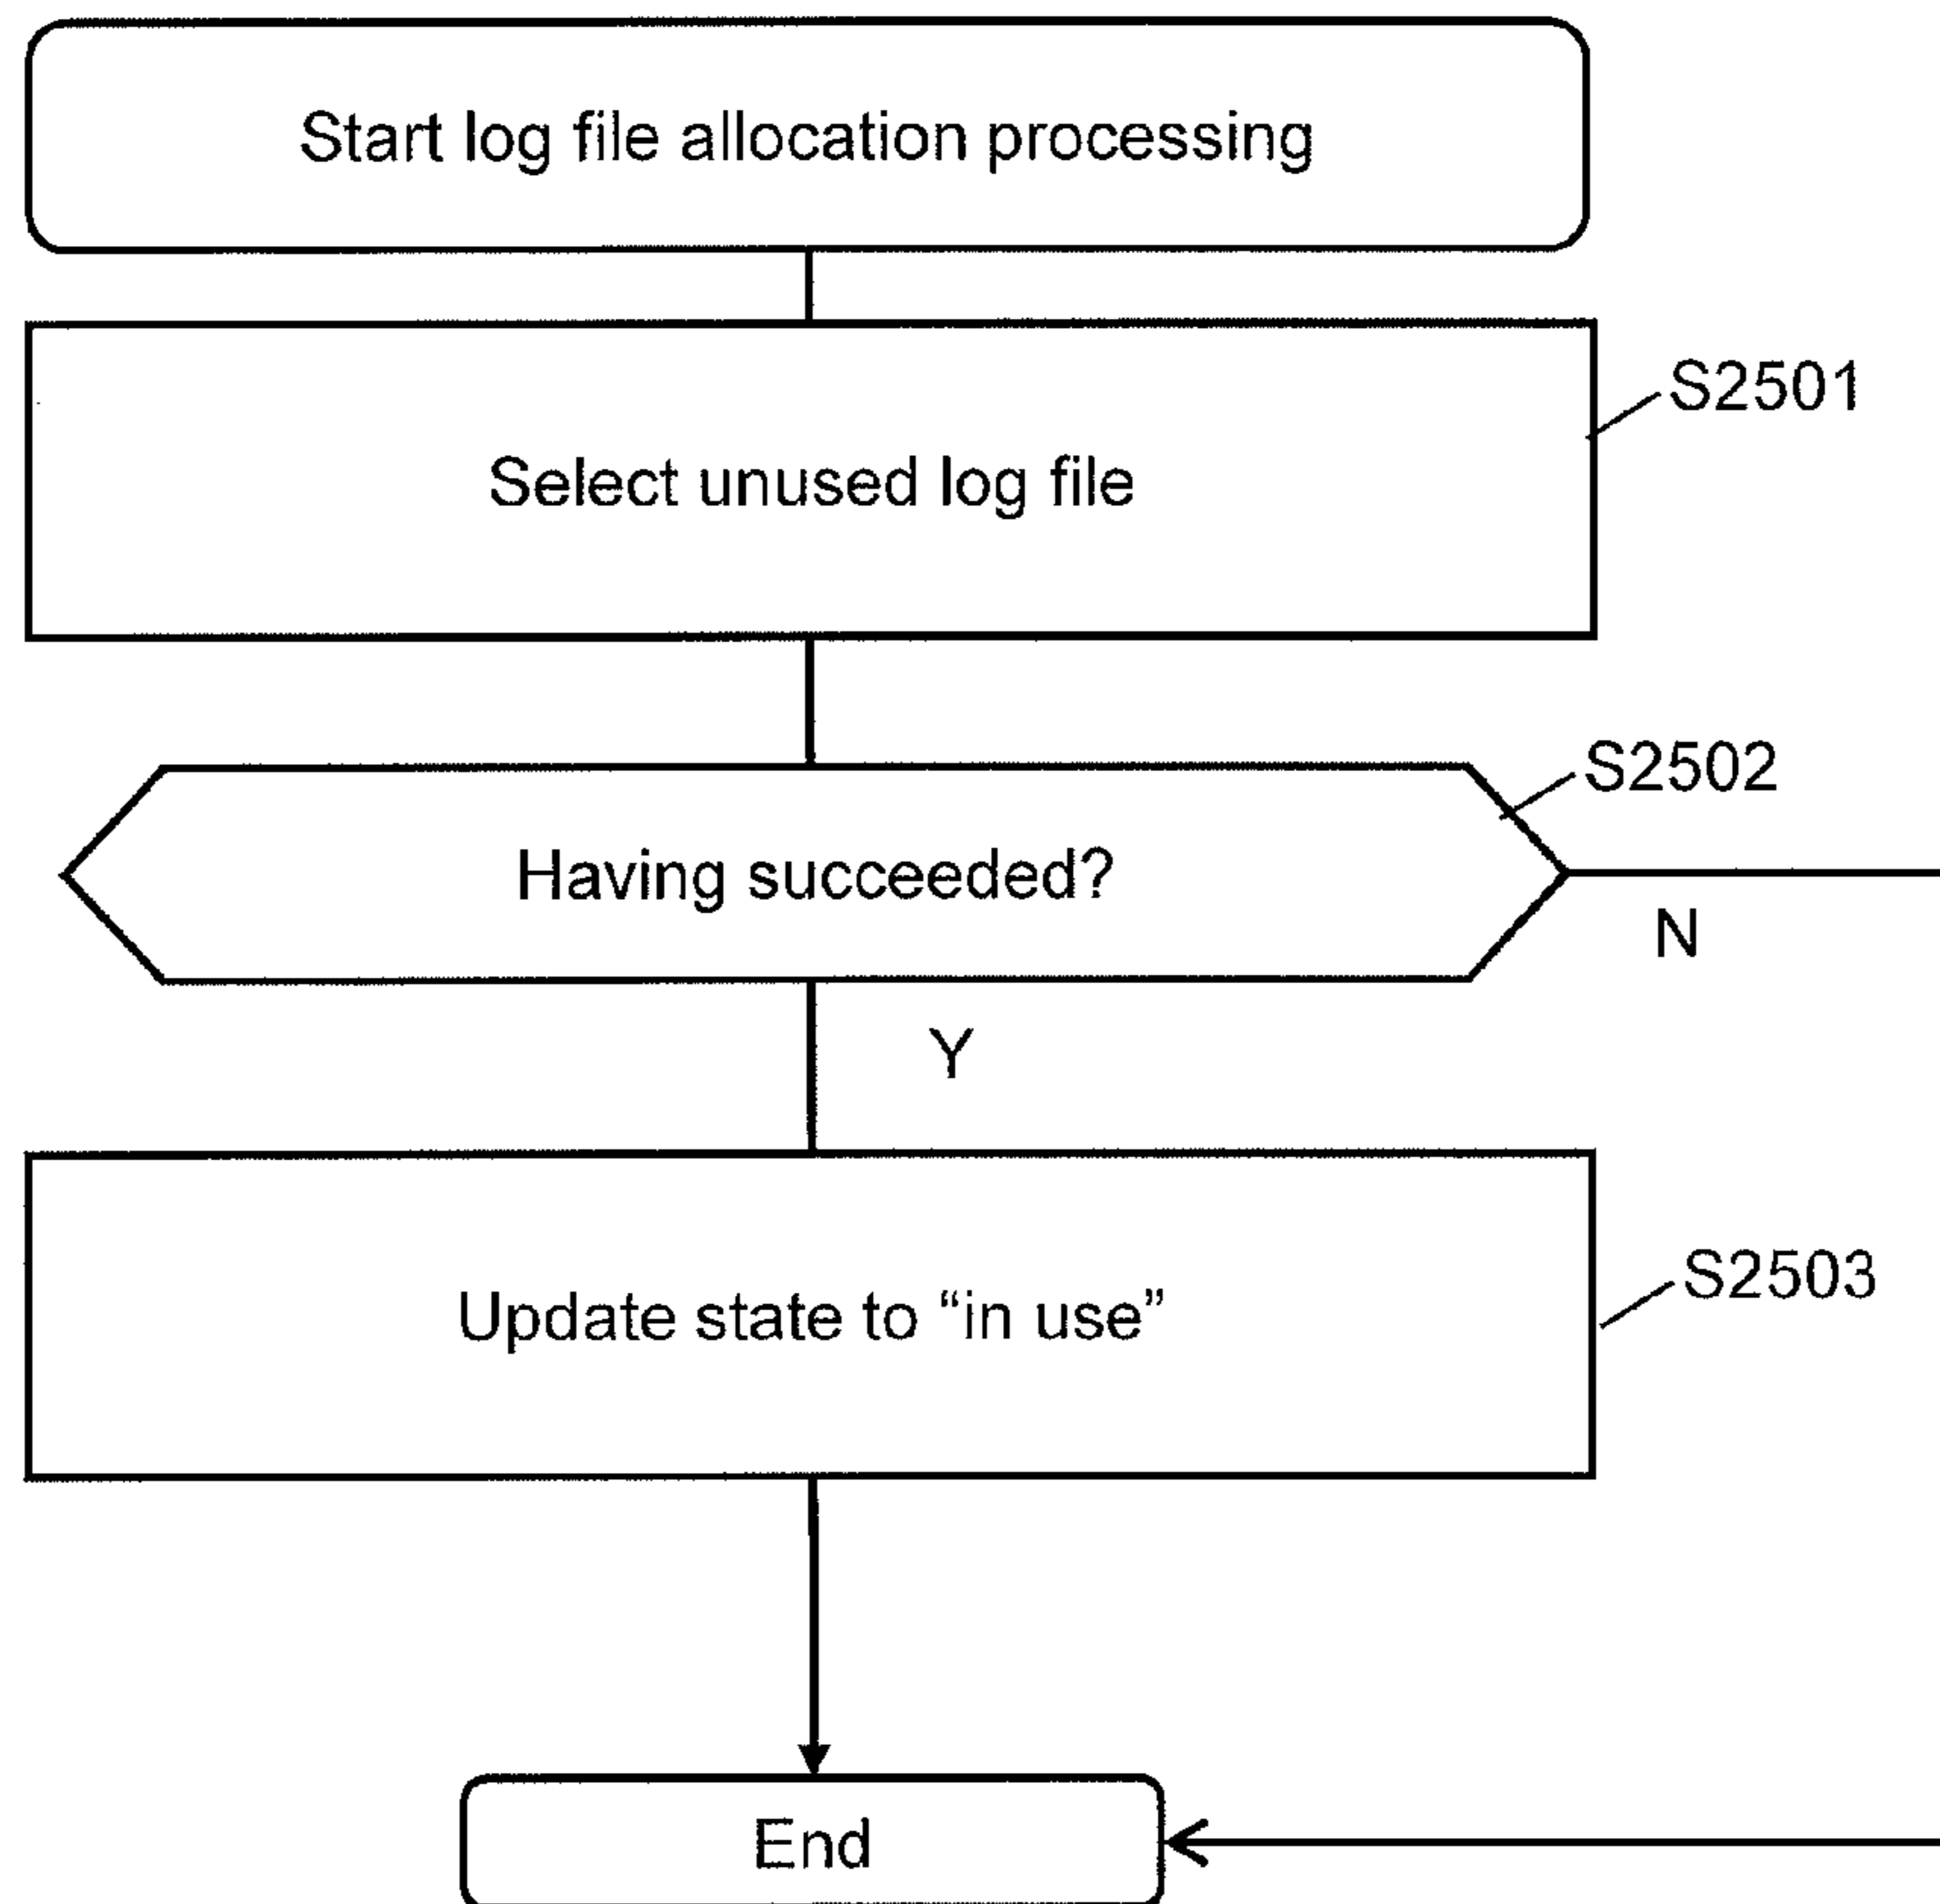 Start log file allocation processing
S2501
Select unused log file
S2502
Having succeeded?
N
Y
S2503
Update state to “in use”
End